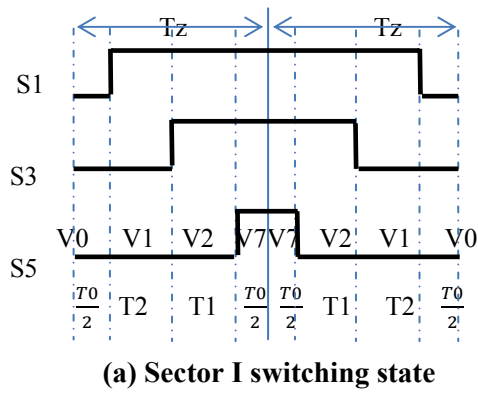 Tz Tz
S1
S3
V0 V1 V2 V7 V7 V2 V1 V0
S5
T0/2 T2 T1 T0/2 T0/2 T1 T2 T0/2
(a) Sector I switching state